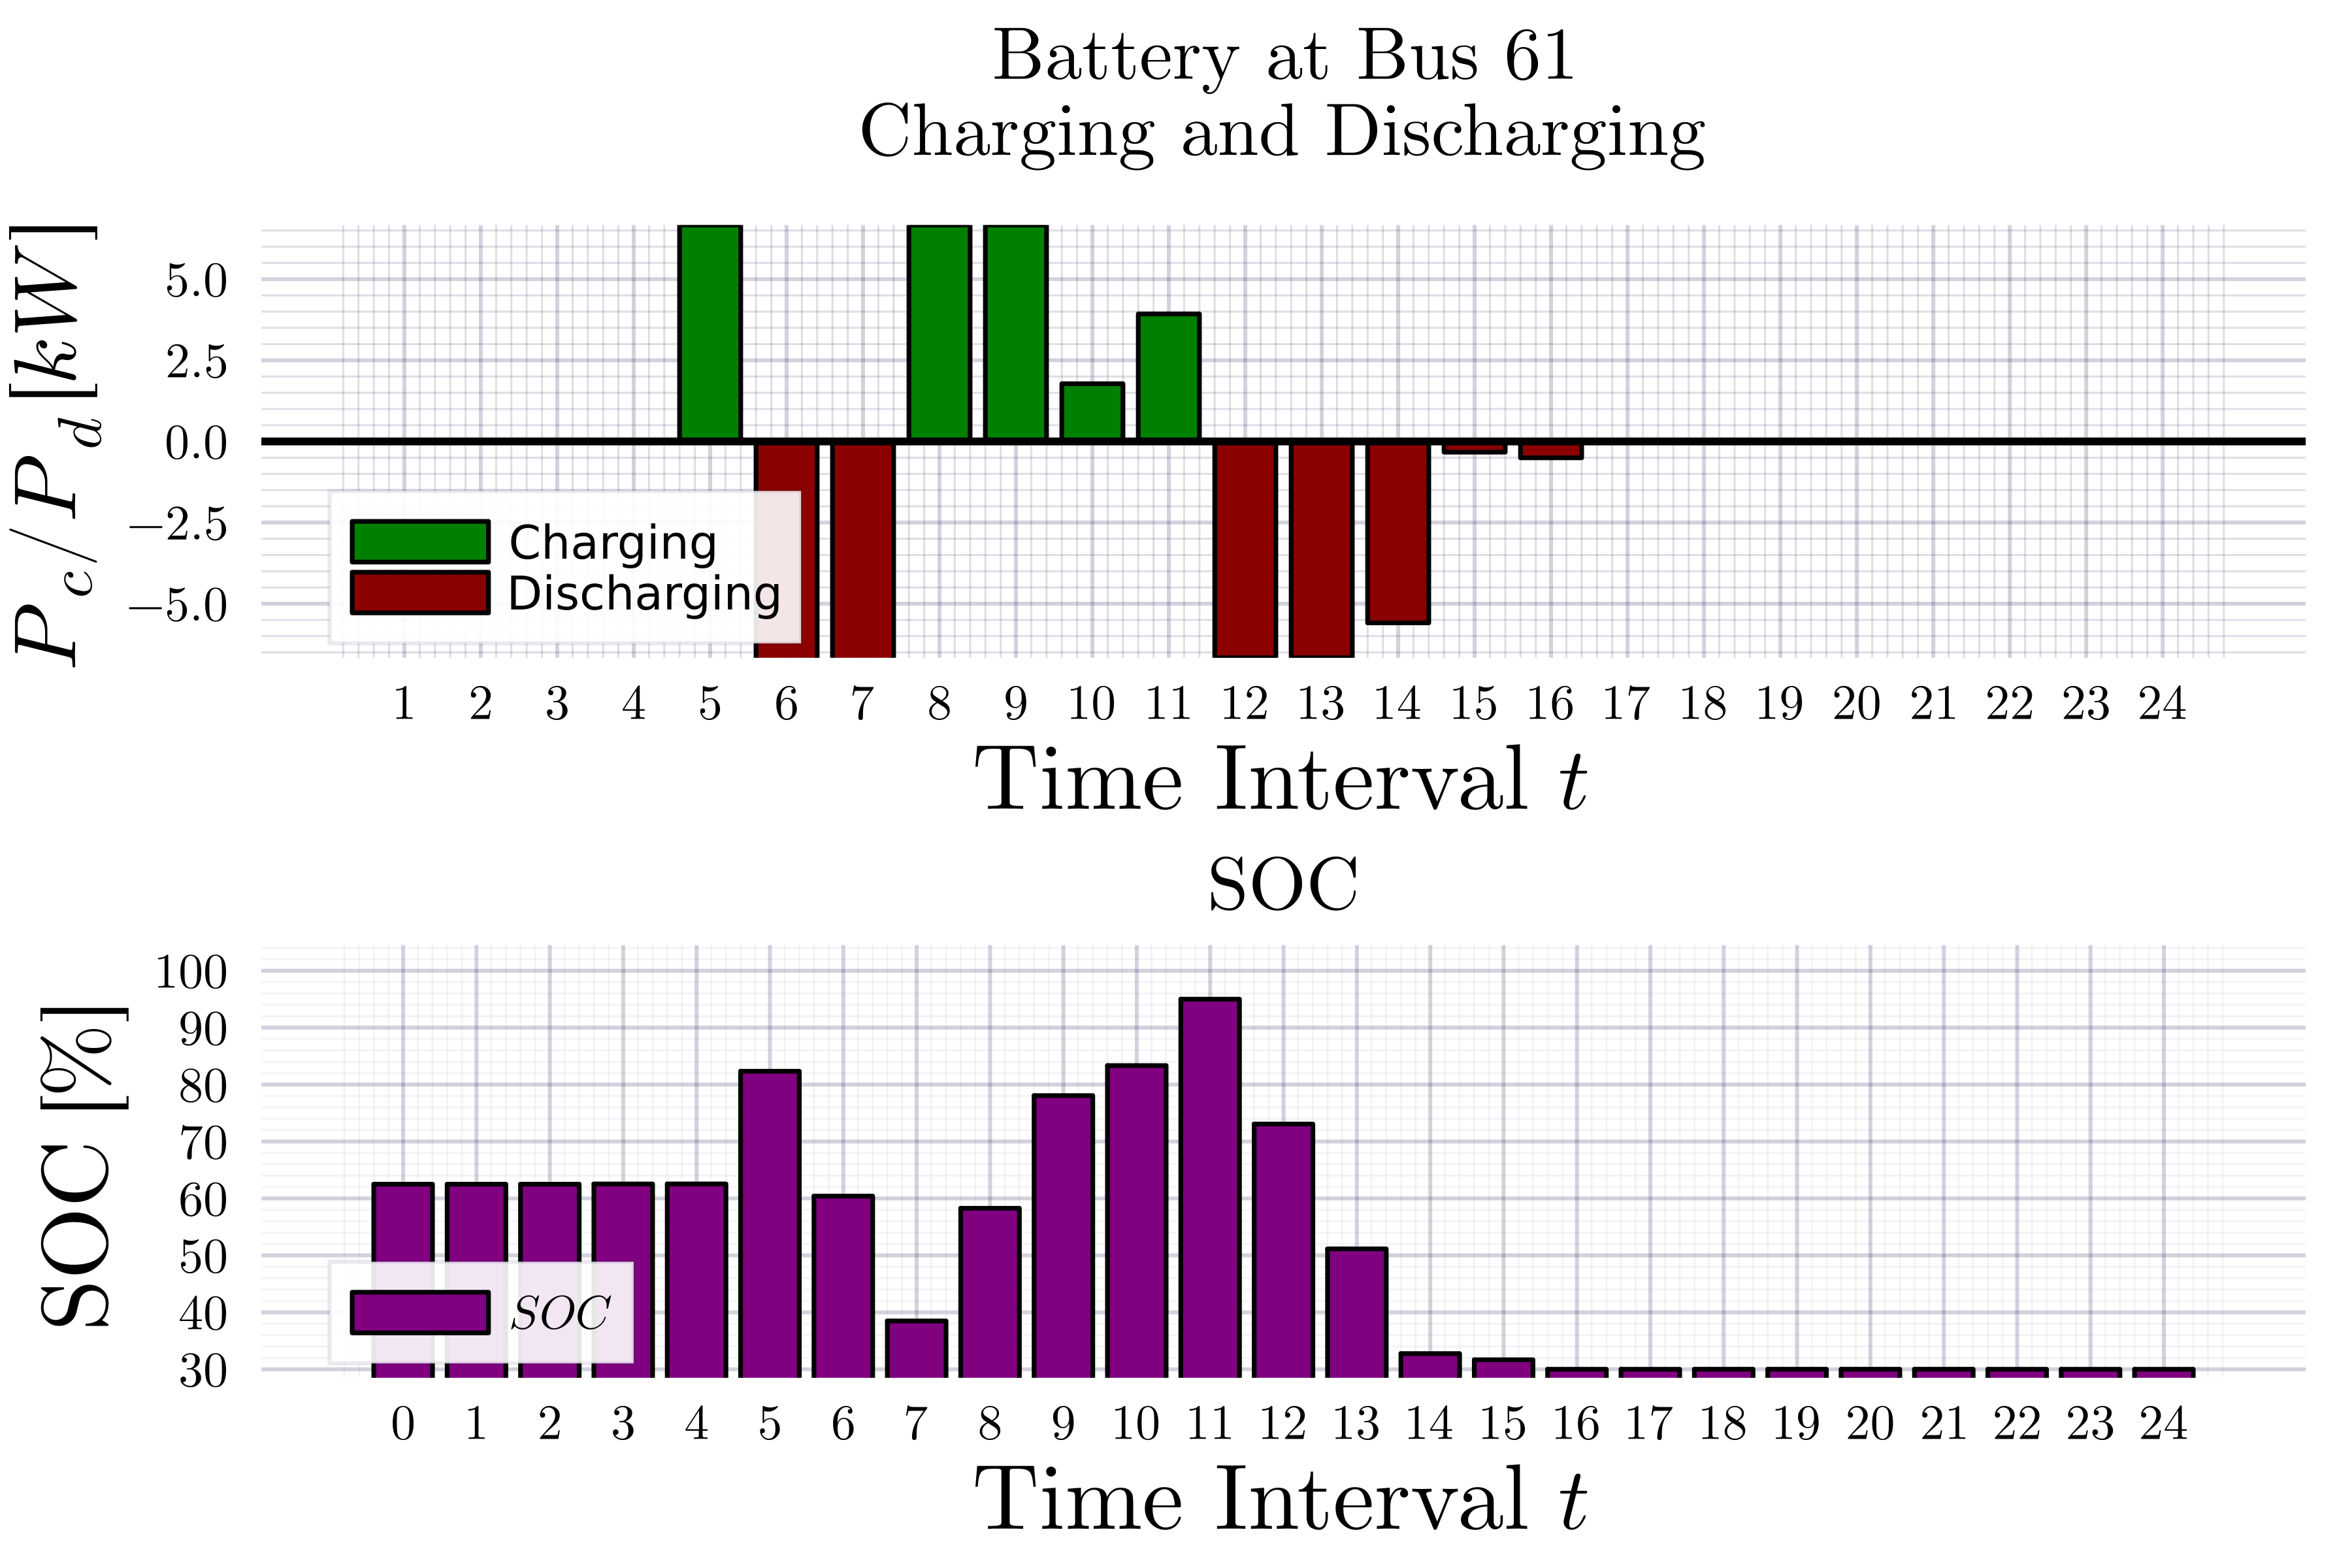 Battery at Bus 61
Charging and Discharging
P_c/P_d [kW]
5.0
2.5
0.0
−2.5
−5.0
Charging
Discharging
1 2 3 4 5 6 7 8 9 10 11 12 13 14 15 16 17 18 19 20 21 22 23 24
Time Interval t
SOC
SOC [%]
100
90
80
70
60
50
40
30
SOC
0 1 2 3 4 5 6 7 8 9 10 11 12 13 14 15 16 17 18 19 20 21 22 23 24
Time Interval t